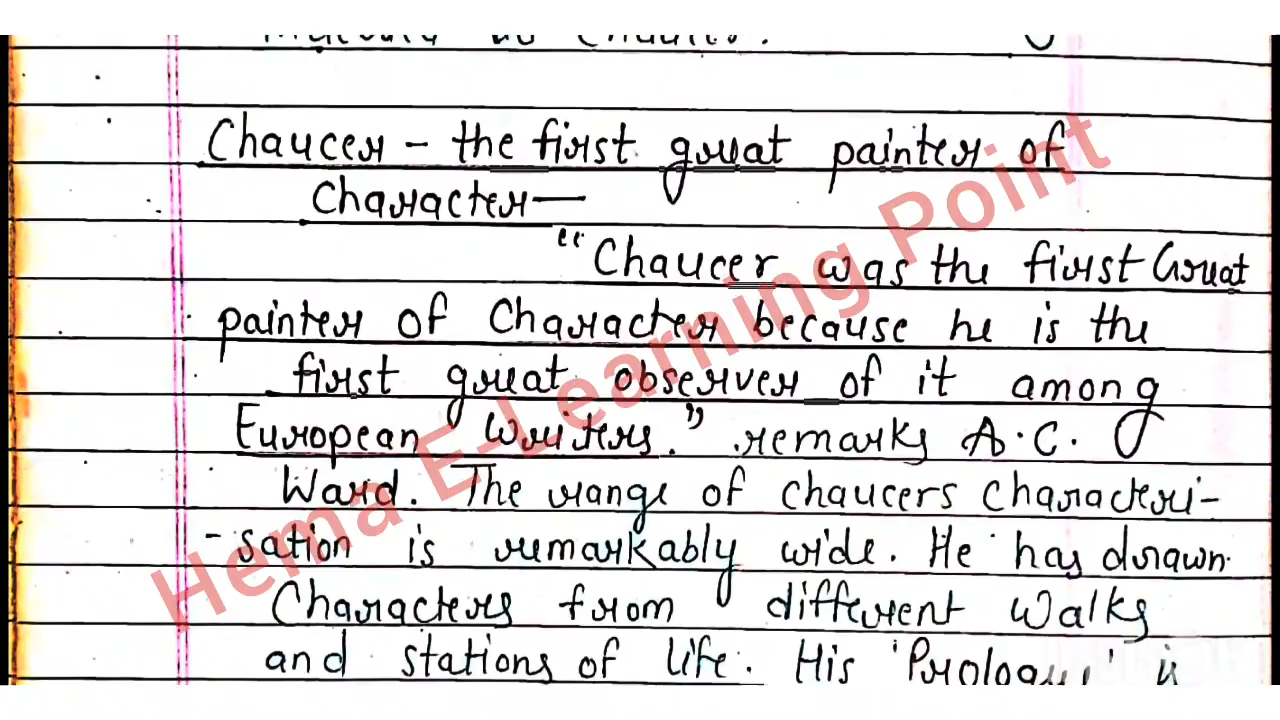 Chaucer - the first great painter of
Character—
"Chaucer was the first Great
painter of Character because he is the
first great observer of it among
European writers." remarks A.C.
Ward. The range of chaucers characteri-
-sation is remarkably wide. He has drawn
Characters from different walks
and stations of life. His 'Prologue' is
Hema E-Learning Point